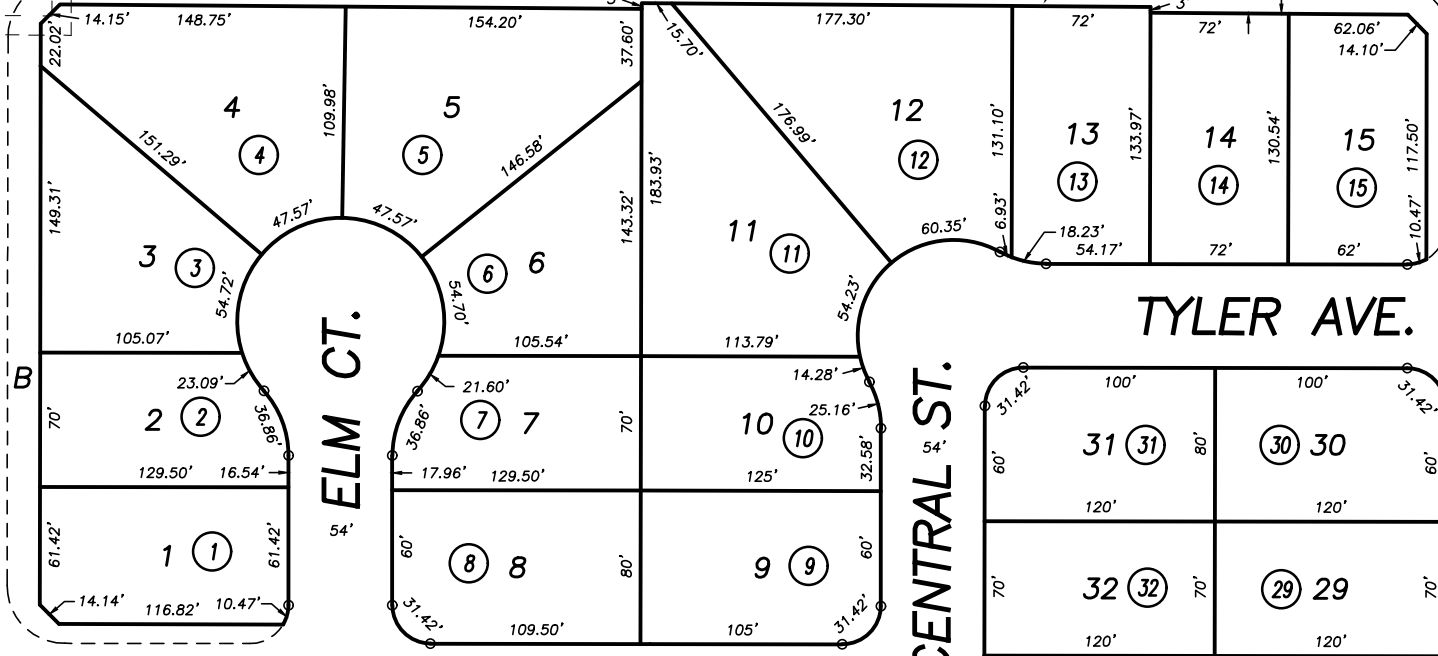 14.15' 148.75' 154.20' 177.30' 72' 3' 72' 62.06'
22.02' 37.60' 15.70' 14.10'
4 5 12 13 14 15
④ ⑤ ⑫ ⑬ ⑭ ⑮
109.98' 151.29' 146.58' 183.93' 176.99' 131.10' 133.97' 130.54' 117.50'
149.31' 47.57' 47.57' 143.32' 60.35' 6.93' 18.23' 10.47'
54.17' 72' 62'
3 ③ ⑥ 6 11 ⑪
54.72' 54.70' 54.23'
TYLER AVE.
105.07' 105.54' 113.79'
B
23.09' 21.60' 14.28' 31.42' 100' 100' 31.42'
36.86' 36.86' 25.16'
70' 2 ② ⑦ 7 70' 10 ⑩ 32.58'
ELM CT.
54'
CENTRAL ST.
54'
60' 31 ㉛ 80' ㉚ 30 60'
129.50' 16.54' 17.96' 129.50' 125'
120' 120'
61.42' 1 ① 61.42' 60' ⑧ 8 80' 9 ⑨ 60'
70' 32 ㉜ 70' ㉙ 29 70'
14.14' 116.82' 10.47' 31.42' 109.50' 105' 31.42'
120' 120'